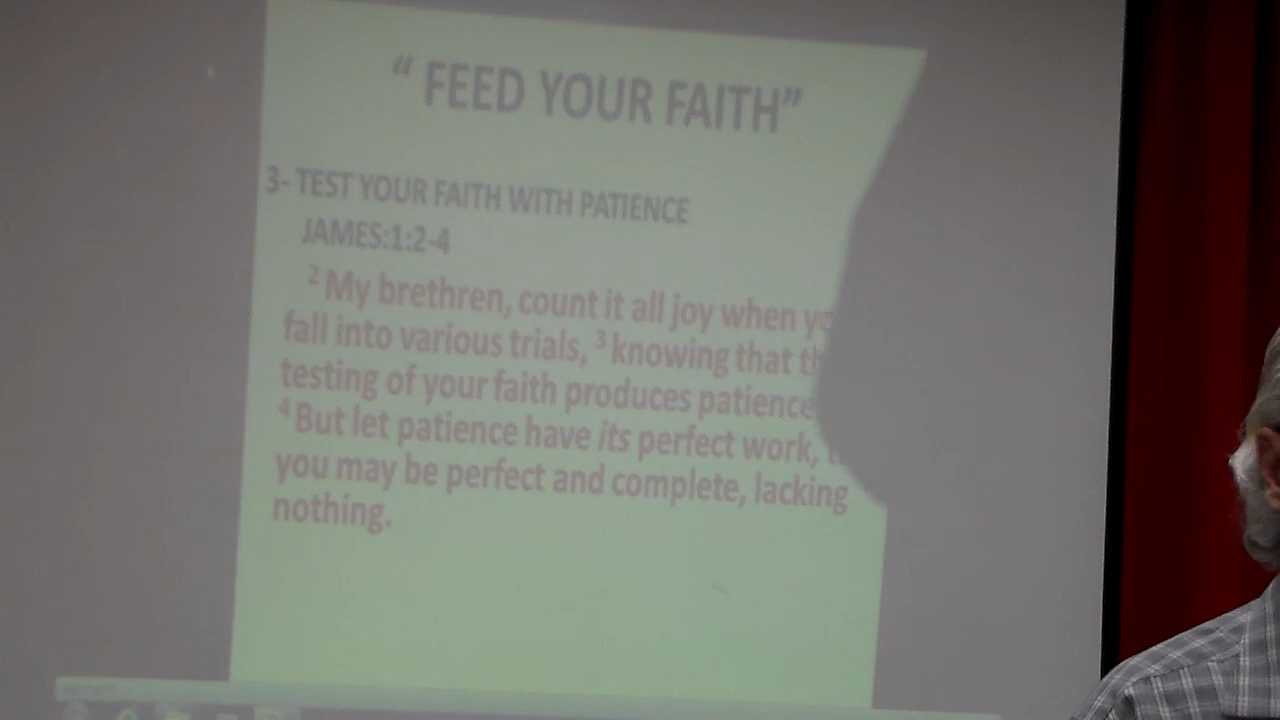 “ FEED YOUR FAITH”
3- TEST YOUR FAITH WITH PATIENCE
JAMES:1:2-4
2 My brethren, count it all joy when
fall into various trials, 3 knowing that
testing of your faith produces patience
4 But let patience have its perfect work,
you may be perfect and complete, lacking
nothing.